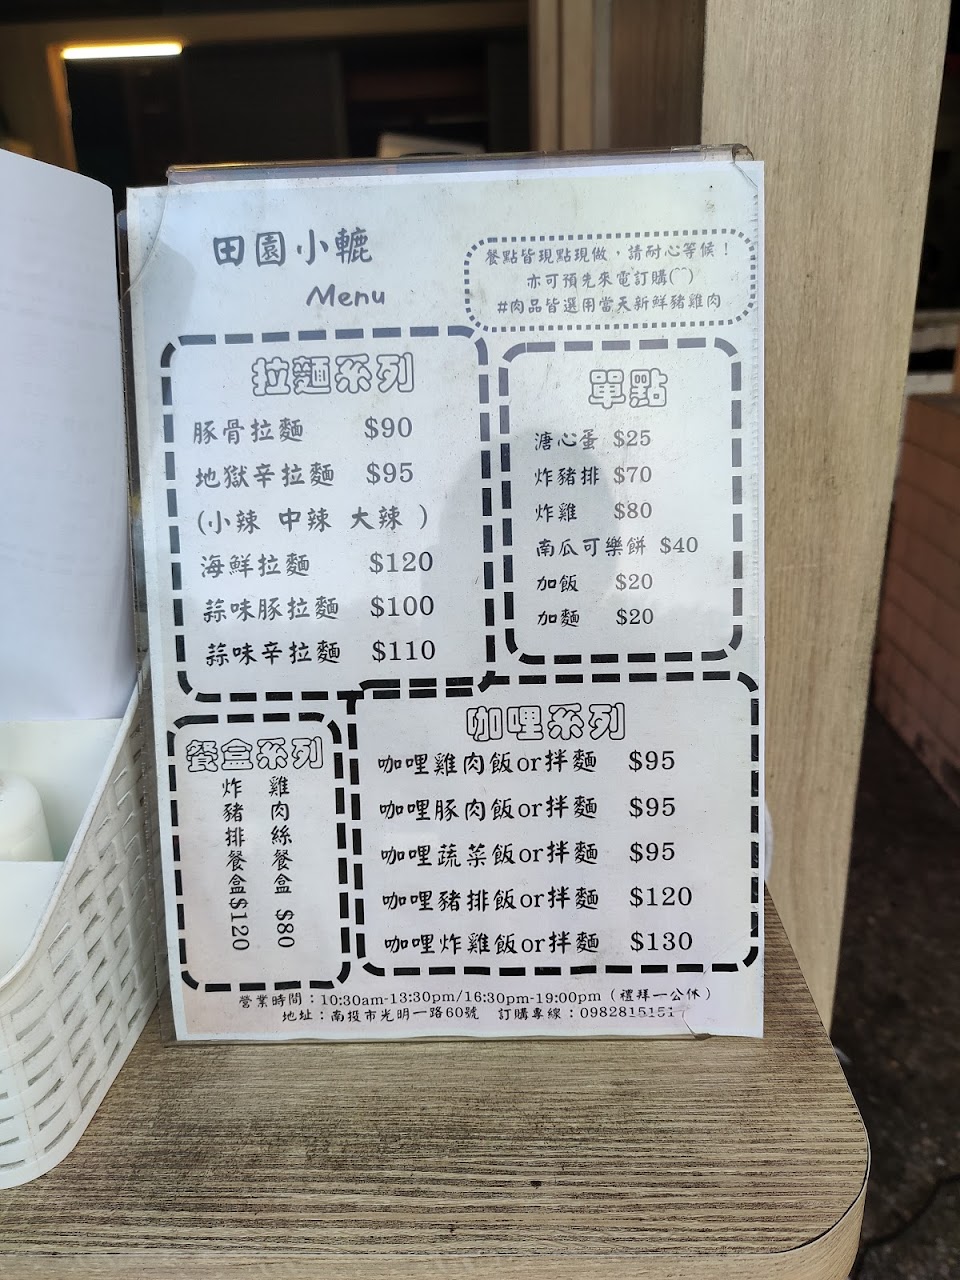 田園小轆
Menu
餐點皆現點現做，請耐心等候！
亦可預先來電訂購(^^)
#肉品皆選用當天新鮮豬雞肉
拉麵系列
豚骨拉麵 $90
地獄辛拉麵 $95
(小辣 中辣 大辣 )
海鮮拉麵 $120
蒜味豚拉麵 $100
蒜味辛拉麵 $110
單點
溏心蛋 $25
炸豬排 $70
炸雞 $80
南瓜可樂餅 $40
加飯 $20
加麵 $20
餐盒系列
雞肉絲餐盒 $80
炸豬排餐盒$120
咖哩系列
咖哩雞肉飯or拌麵 $95
咖哩豚肉飯or拌麵 $95
咖哩蔬菜飯or拌麵 $95
咖哩豬排飯or拌麵 $120
咖哩炸雞飯or拌麵 $130
營業時間：10:30am-13:30pm/16:30pm-19:00pm（禮拜一公休）
地址：南投市光明一路60號 訂購專線：098281515